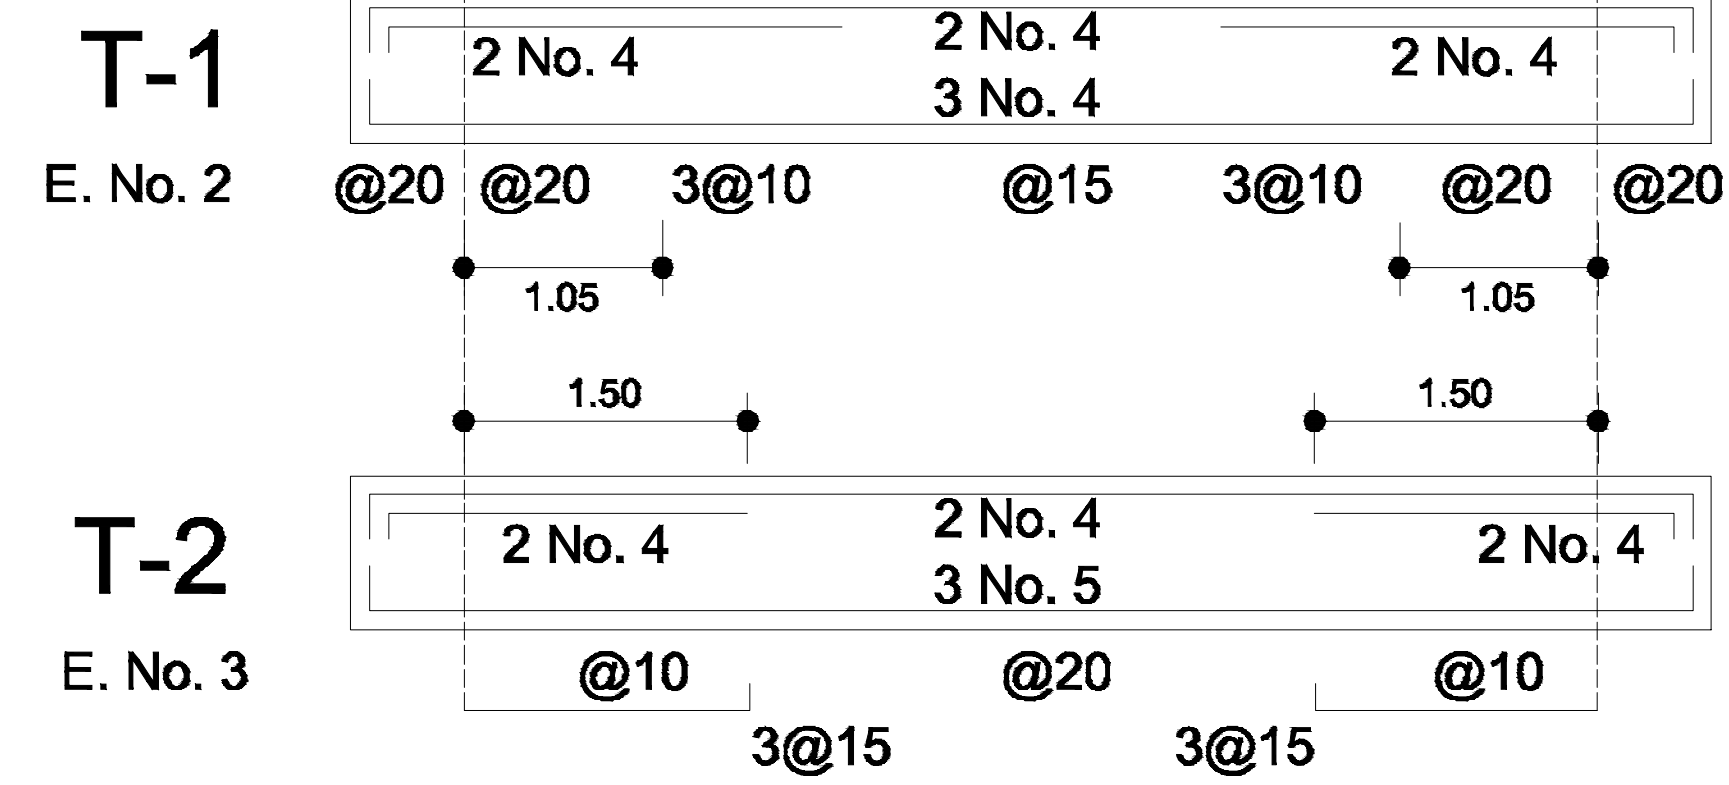 T-1
2 No. 4
2 No. 4
2 No. 4
3 No. 4
E. No. 2
@20 @20 3@10 @15 3@10 @20 @20
1.05 1.05
1.50 1.50
T-2
2 No. 4
2 No. 4
2 No. 4
3 No. 5
E. No. 3
@10 @20 @10
3@15 3@15